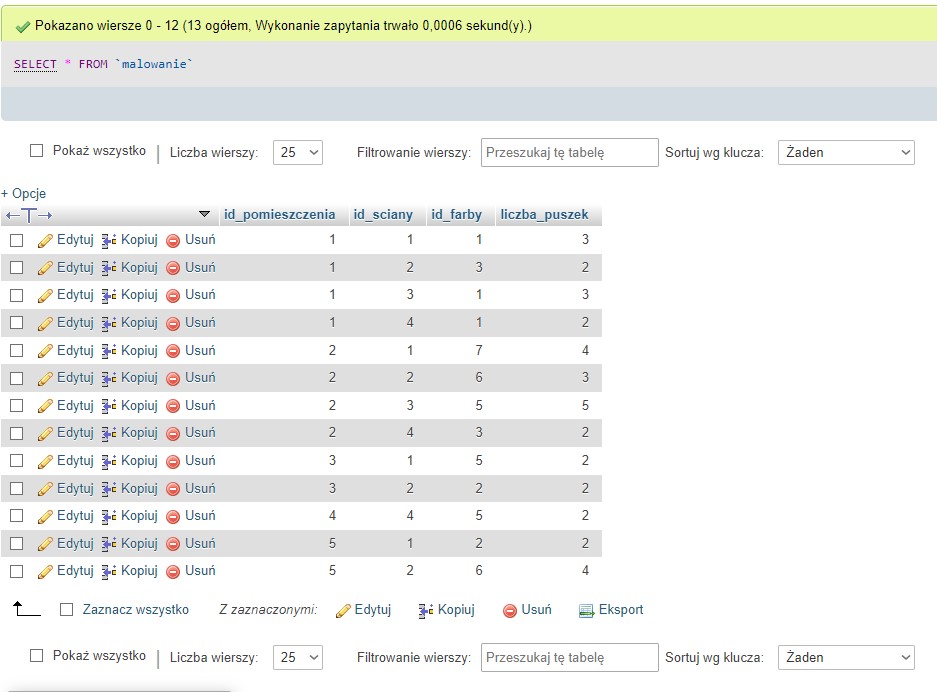 Pokazano wiersze 0 - 12 (13 ogółem, Wykonanie zapytania trwało 0,0006 sekund(y).)
SELECT * FROM `malowanie`
Pokaż wszystko | Liczba wierszy: 25 Filtrowanie wierszy: Przeszukaj tę tabelę Sortuj wg klucza: Żaden
+ Opcje
←T→ id_pomieszczenia id_sciany id_farby liczba_puszek
Edytuj Kopiuj Usuń 1 1 1 3
Edytuj Kopiuj Usuń 1 2 3 2
Edytuj Kopiuj Usuń 1 3 1 3
Edytuj Kopiuj Usuń 1 4 1 2
Edytuj Kopiuj Usuń 2 1 7 4
Edytuj Kopiuj Usuń 2 2 6 3
Edytuj Kopiuj Usuń 2 3 5 5
Edytuj Kopiuj Usuń 2 4 3 2
Edytuj Kopiuj Usuń 3 1 5 2
Edytuj Kopiuj Usuń 3 2 2 2
Edytuj Kopiuj Usuń 4 4 5 2
Edytuj Kopiuj Usuń 5 1 2 2
Edytuj Kopiuj Usuń 5 2 6 4
Zaznacz wszystko Z zaznaczonymi: Edytuj Kopiuj Usuń Eksport
Pokaż wszystko | Liczba wierszy: 25 Filtrowanie wierszy: Przeszukaj tę tabelę Sortuj wg klucza: Żaden